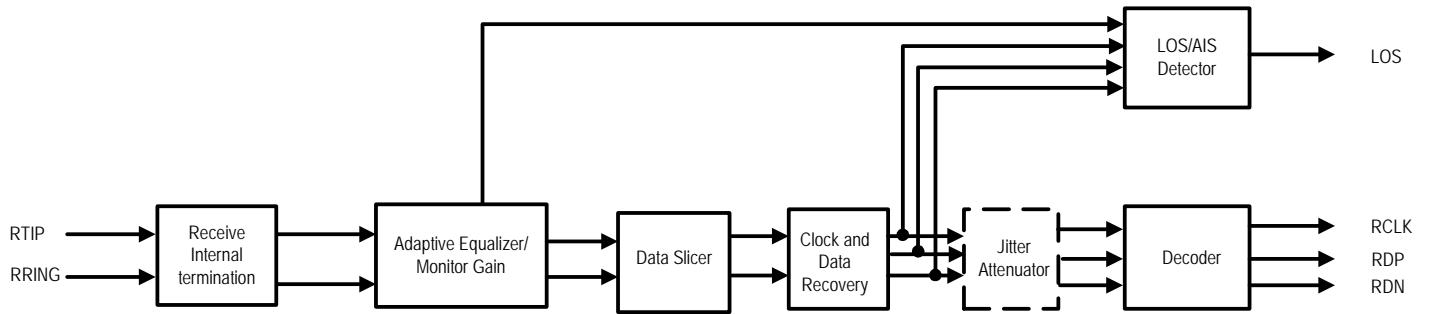 LOS/AIS
Detector
LOS
RTIP
RRING
Receive
Internal
termination
Adaptive Equalizer/
Monitor Gain
Data Slicer
Clock and
Data
Recovery
Jitter
Attenuator
Decoder
RCLK
RDP
RDN